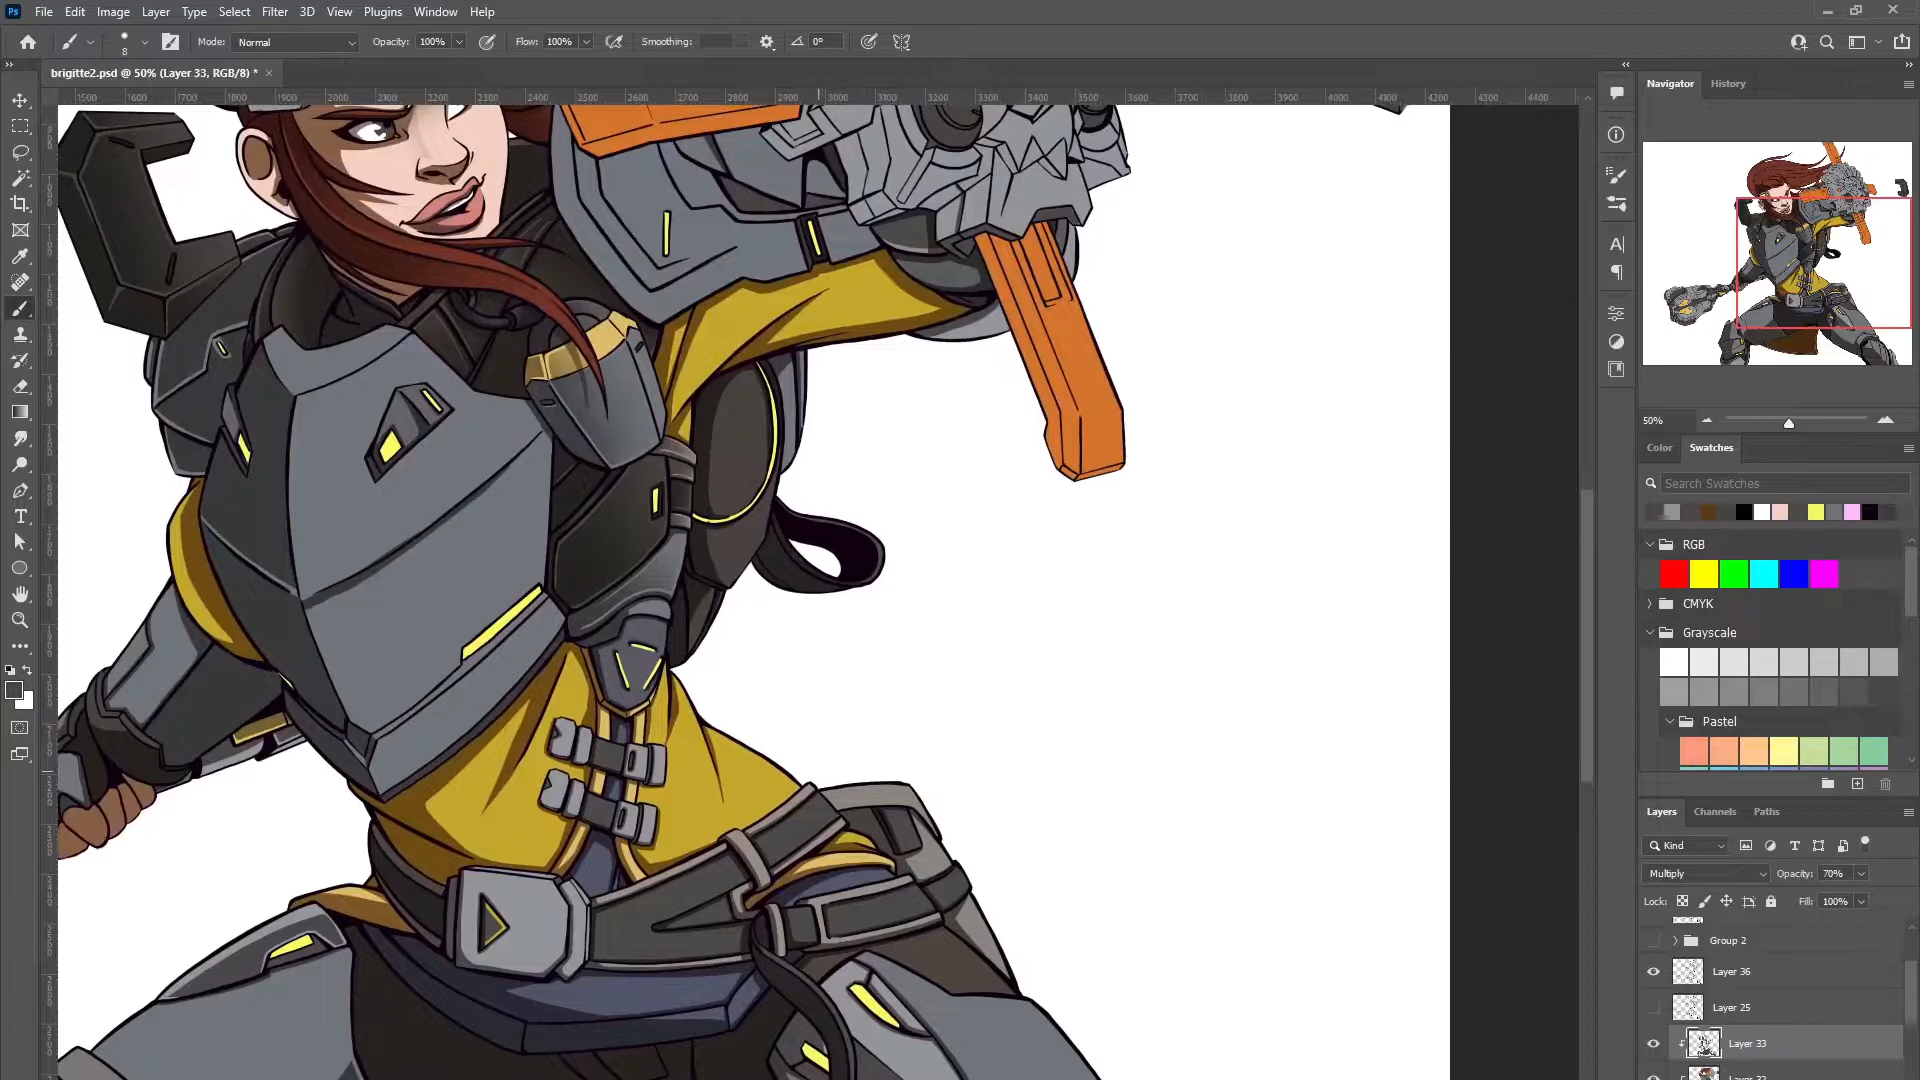 Ps File Edit Image Layer Type Select Filter 3D View Plugins Window Help
8 Mode: Normal Opacity: 100% Flow: 100% Smoothing: 0°
brigitte2.psd @ 50% (Layer 33, RGB/8) *
1500 1600 1700 1800 1900 2000 2100 2200 2300 2400 2500 2600 2700 2800 2900 3000 3100 3200 3300 3400 3500 3600 3700 3800 3900 4000 4100 4200 4300 4400
Navigator History
50%
Color Swatches
Search Swatches
RGB
CMYK
Grayscale
Pastel
Layers Channels Paths
Kind
Multiply Opacity: 70%
Lock: Fill: 100%
Group 2
Layer 36
Layer 25
Layer 33